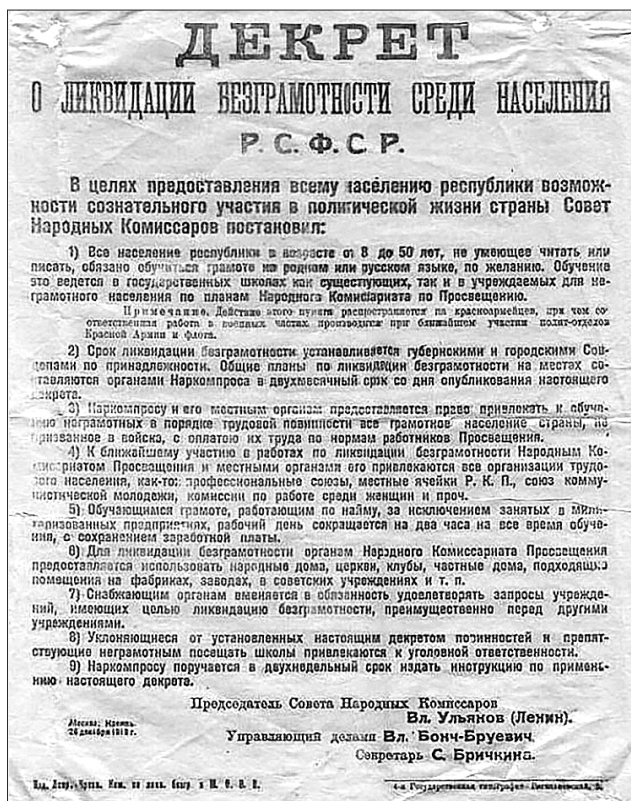 ДЕКРЕТ
О ЛИКВИДАЦИИ БЕЗГРАМОТНОСТИ СРЕДИ НАСЕЛЕНИЯ
Р. С. Ф. С Р.
В целях предоставления всему населению республики возмож-
ности сознательного участия в политической жизни страны Совет
Народных Комиссаров постановил:
1) Все население республики в возрасте от 8 до 50 лет, не умеющее читать или
писать, обязано обучаться грамоте на родном или русском языке, по желанию. Обучение
это ведется в государственных школах как существующих, так и в учреждаемых для не-
грамотного населения по планам Народного Комиссариата по Просвещению.
Примечание. Действие этого пункта распространяется на красноармейцев, при чем со-
ответственная работа в военных частях производится при ближайшем участии полит-отделов
Красной Армии и флота.
2) Срок ликвидации безграмотности устанавливается губернскими и городскими Сов-
депами по принадлежности. Общие планы по ликвидации безграмотности на местах со-
тавляются органами Наркомпроса в двухмесячный срок со дня опубликования настоящего
екрета.
3) Наркомпросу и его местным органам предоставляется право привлекать к обуче-
нию неграмотных в порядке трудовой повинности все грамотное население страны, не
призванное в войска, с оплатою их труда по нормам работников Просвещения.
4) К ближайшему участию в работах по ликвидации безграмотности Народным Ко-
миссариатом Просвещения и местными органами его привлекаются все организации трудо-
вого населения, как-то: профессиональные союзы, местные ячейки Р. К. П., союз комму-
нистической молодежи, комиссии по работе среди женщин и проч.
5) Обучающимся грамоте, работающим по найму, за исключением занятых в мили-
таризованных предприятиях, рабочий день сокращается на два часа на все время обуче-
ния, с сохранением заработной платы.
6) Для ликвидации безграмотности органам Народного Комиссариата Просвещения
предоставляется использовать народные дома, церкви, клубы, частные дома, подходящие
помещения на фабриках, заводах, в советских учреждениях и т. п.
7) Снабжающим органам вменяется в обязанность удовлетворять запросы учрежде-
ний, имеющих целью ликвидацию безграмотности, преимущественно перед другими
учреждениями.
8) Уклоняющиеся от установленных настоящим декретом повинностей и препят-
ствующие неграмотным посещать школы привлекаются к уголовной ответственности.
9) Наркомпросу поручается в двухнедельный срок издать инструкцию по примене-
нию настоящего декрета.
Председатель Совета Народных Комиссаров
Вл. Ульянов (Ленин).
Москва, Кремль
26 декабря 1919 г.
Управляющий делами Вл. Бонч-Бруевич.
Секретарь С. Бричкина.
4-я Государственная типография